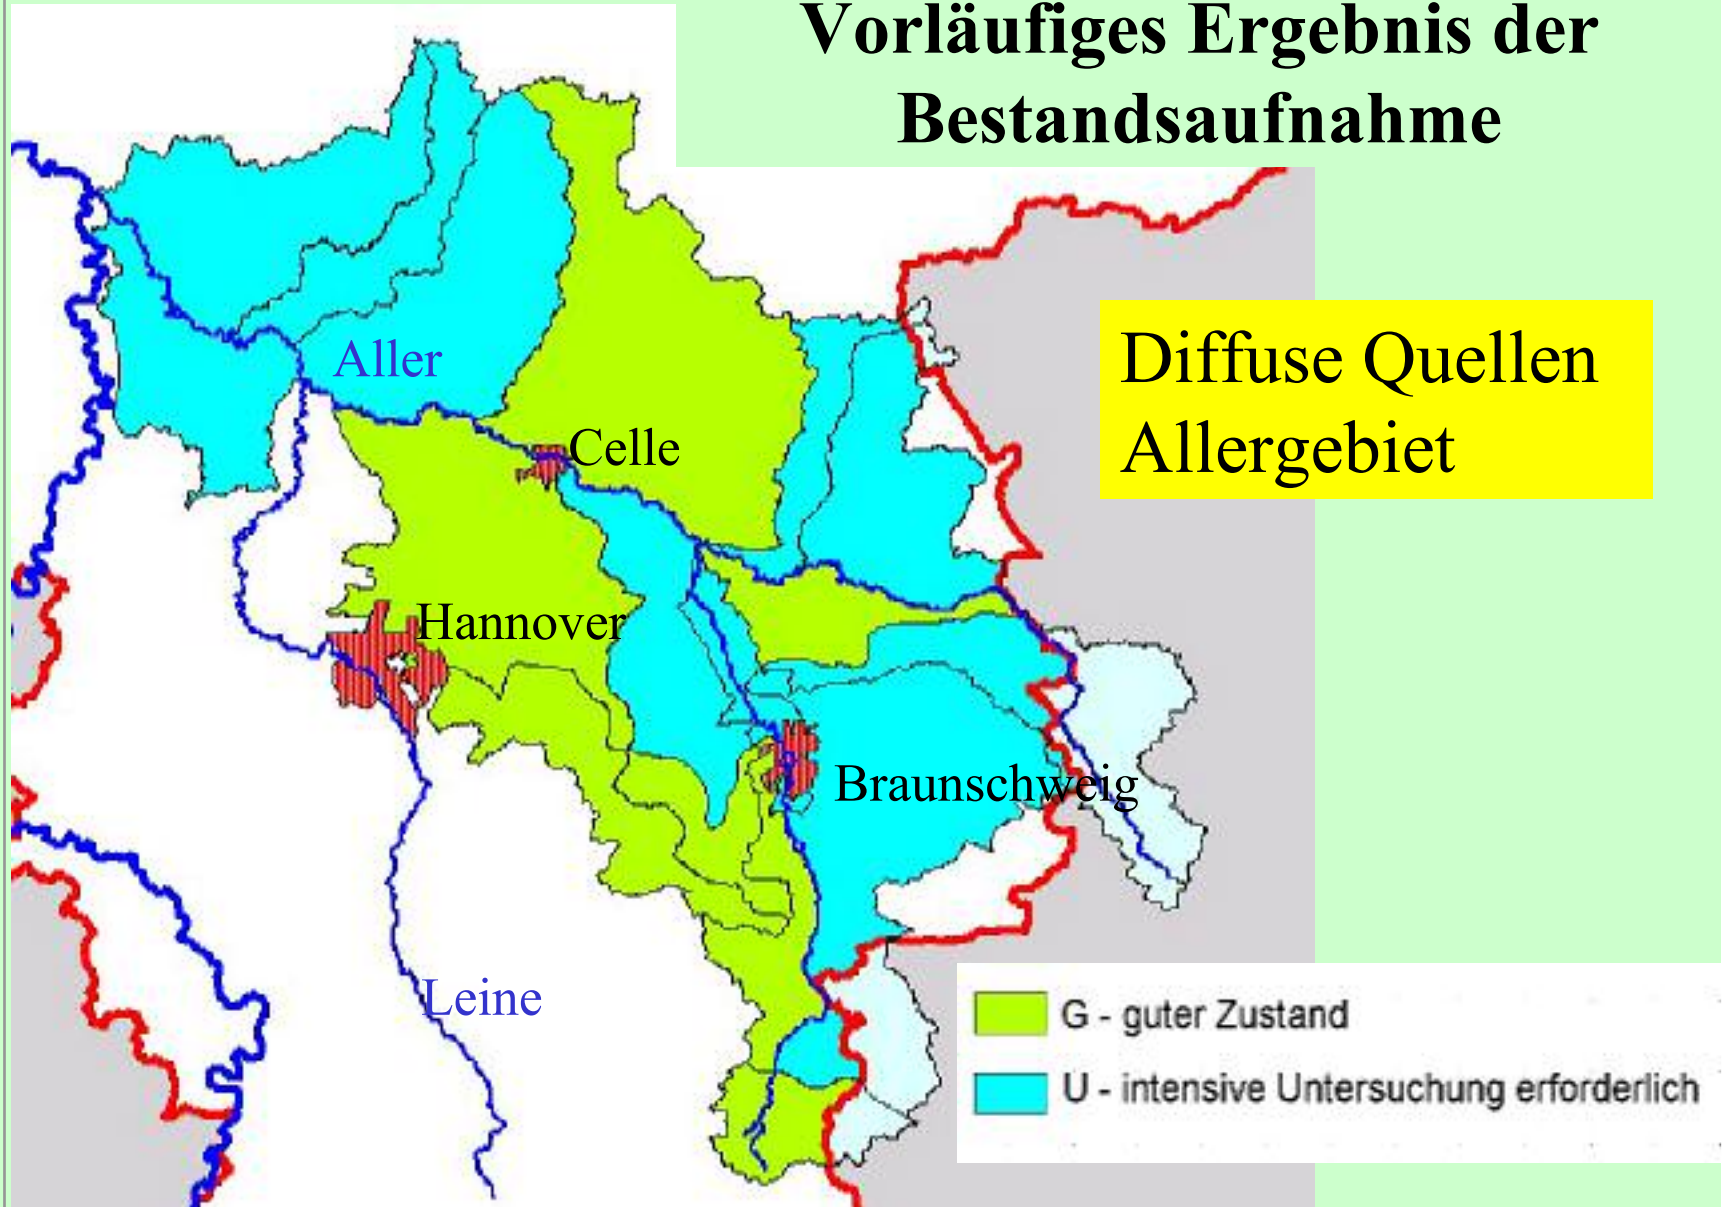 Vorläufiges Ergebnis der
Bestandsaufnahme
Diffuse Quellen
Allergebiet
Aller
Celle
Hannover
Braunschweig
Leine
G - guter Zustand
U - intensive Untersuchung erforderlich